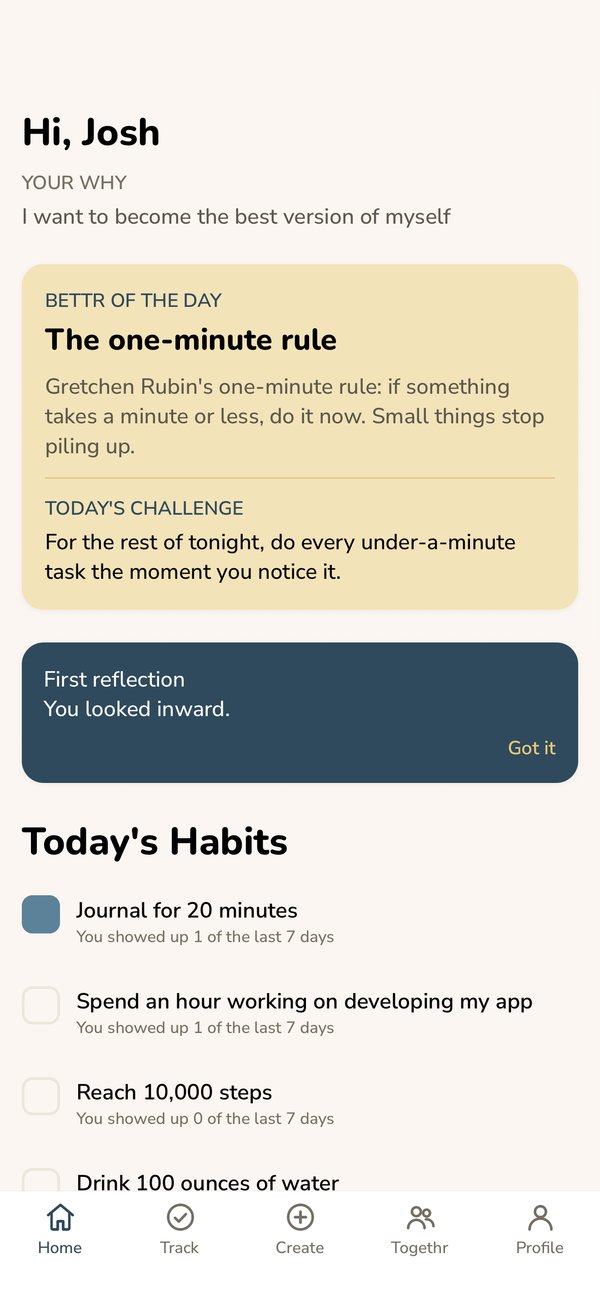 Hi, Josh
YOUR WHY
I want to become the best version of myself
BETTR OF THE DAY
The one-minute rule
Gretchen Rubin's one-minute rule: if something
takes a minute or less, do it now. Small things stop
piling up.
TODAY'S CHALLENGE
For the rest of tonight, do every under-a-minute
task the moment you notice it.
First reflection
You looked inward.
Got it
Today's Habits
Journal for 20 minutes
You showed up 1 of the last 7 days
Spend an hour working on developing my app
You showed up 1 of the last 7 days
Reach 10,000 steps
You showed up 0 of the last 7 days
Drink 100 ounces of water
Home
Track
Create
Togethr
Profile